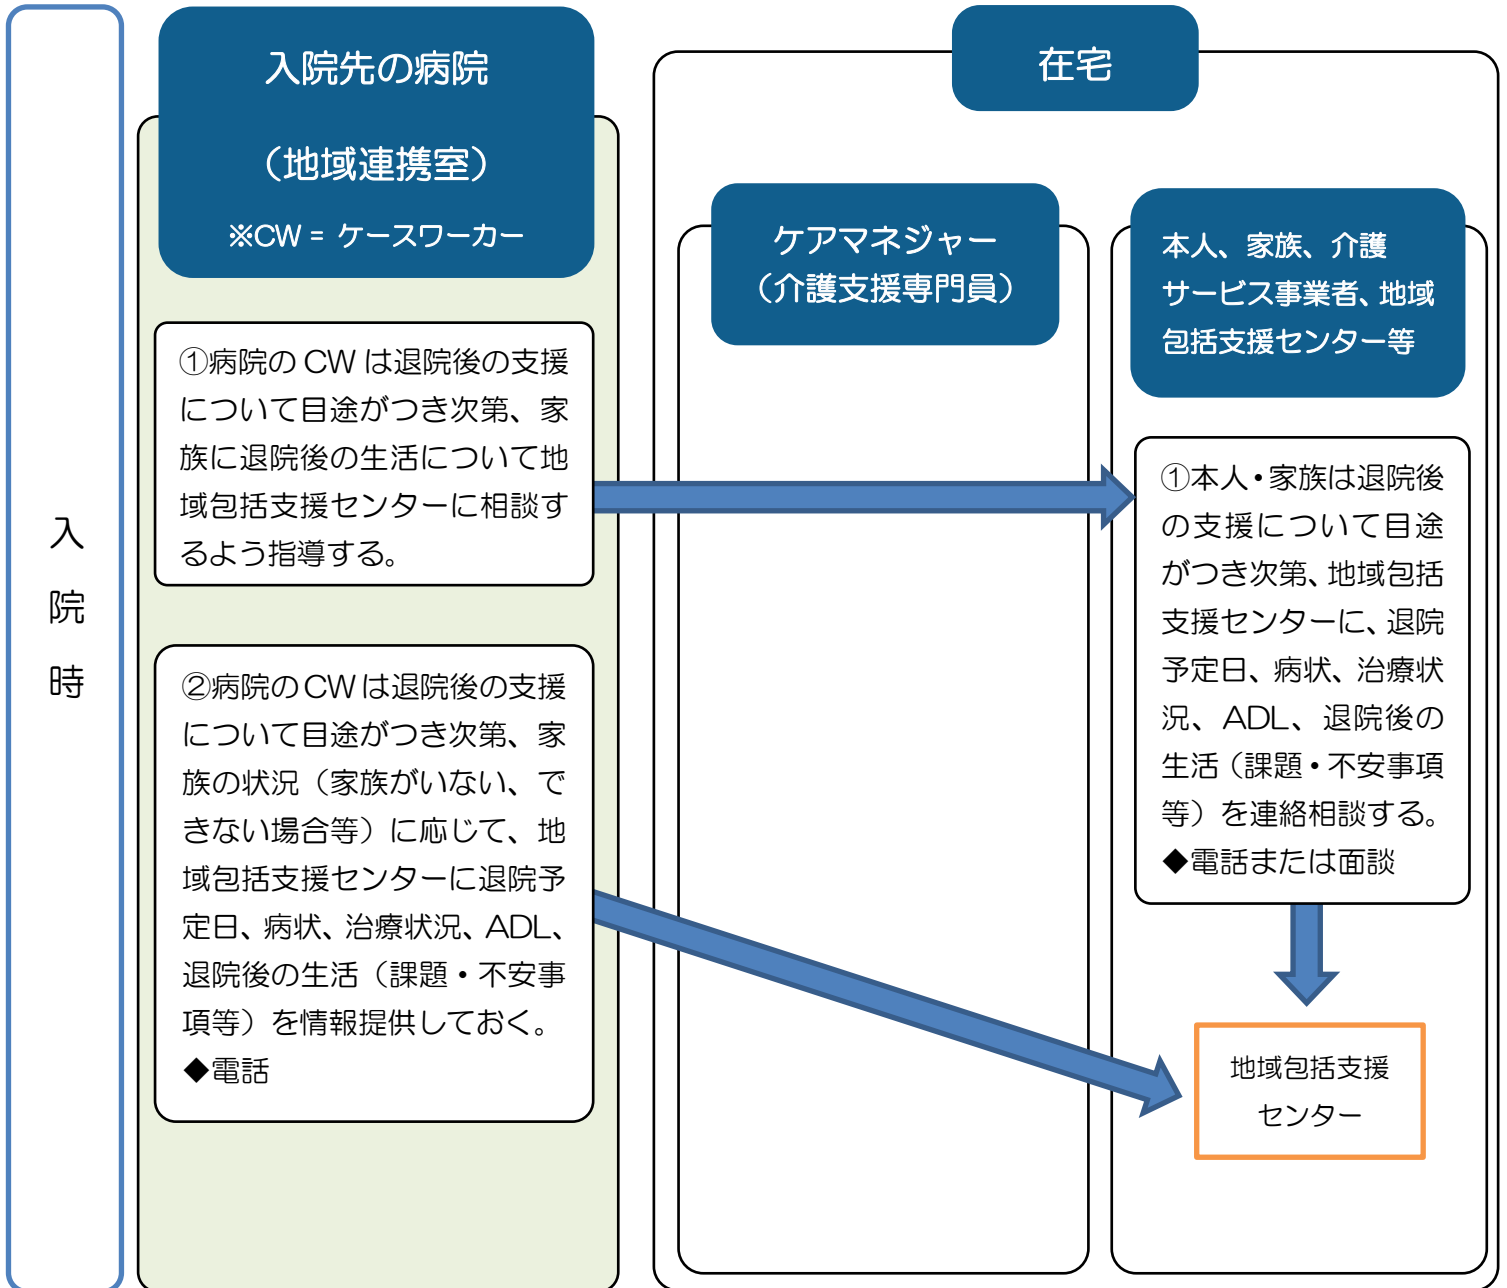 入院時
入院先の病院
（地域連携室）
※CW = ケースワーカー
①病院の CW は退院後の支援
について目途がつき次第、家
族に退院後の生活について地
域包括支援センターに相談す
るよう指導する。
②病院のCWは退院後の支援
について目途がつき次第、家
族の状況（家族がいない、で
きない場合等）に応じて、地
域包括支援センターに退院予
定日、病状、治療状況、ADL、
退院後の生活（課題・不安事
項等）を情報提供しておく。
◆電話
在宅
ケアマネジャー
（介護支援専門員）
本人、家族、介護
サービス事業者、地域
包括支援センター等
①本人・家族は退院後
の支援について目途
がつき次第、地域包括
支援センターに、退院
予定日、病状、治療状
況、ADL、退院後の
生活（課題・不安事項
等）を連絡相談する。
◆電話または面談
地域包括支援
センター